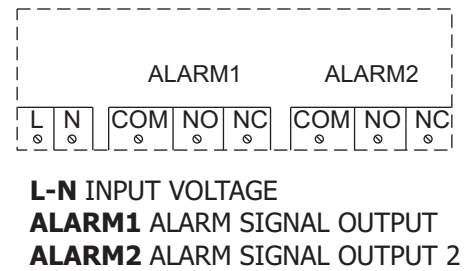 ALARM1 ALARM2
L N COM NO NC COM NO NC
L-N INPUT VOLTAGE
ALARM1 ALARM SIGNAL OUTPUT
ALARM2 ALARM SIGNAL OUTPUT 2